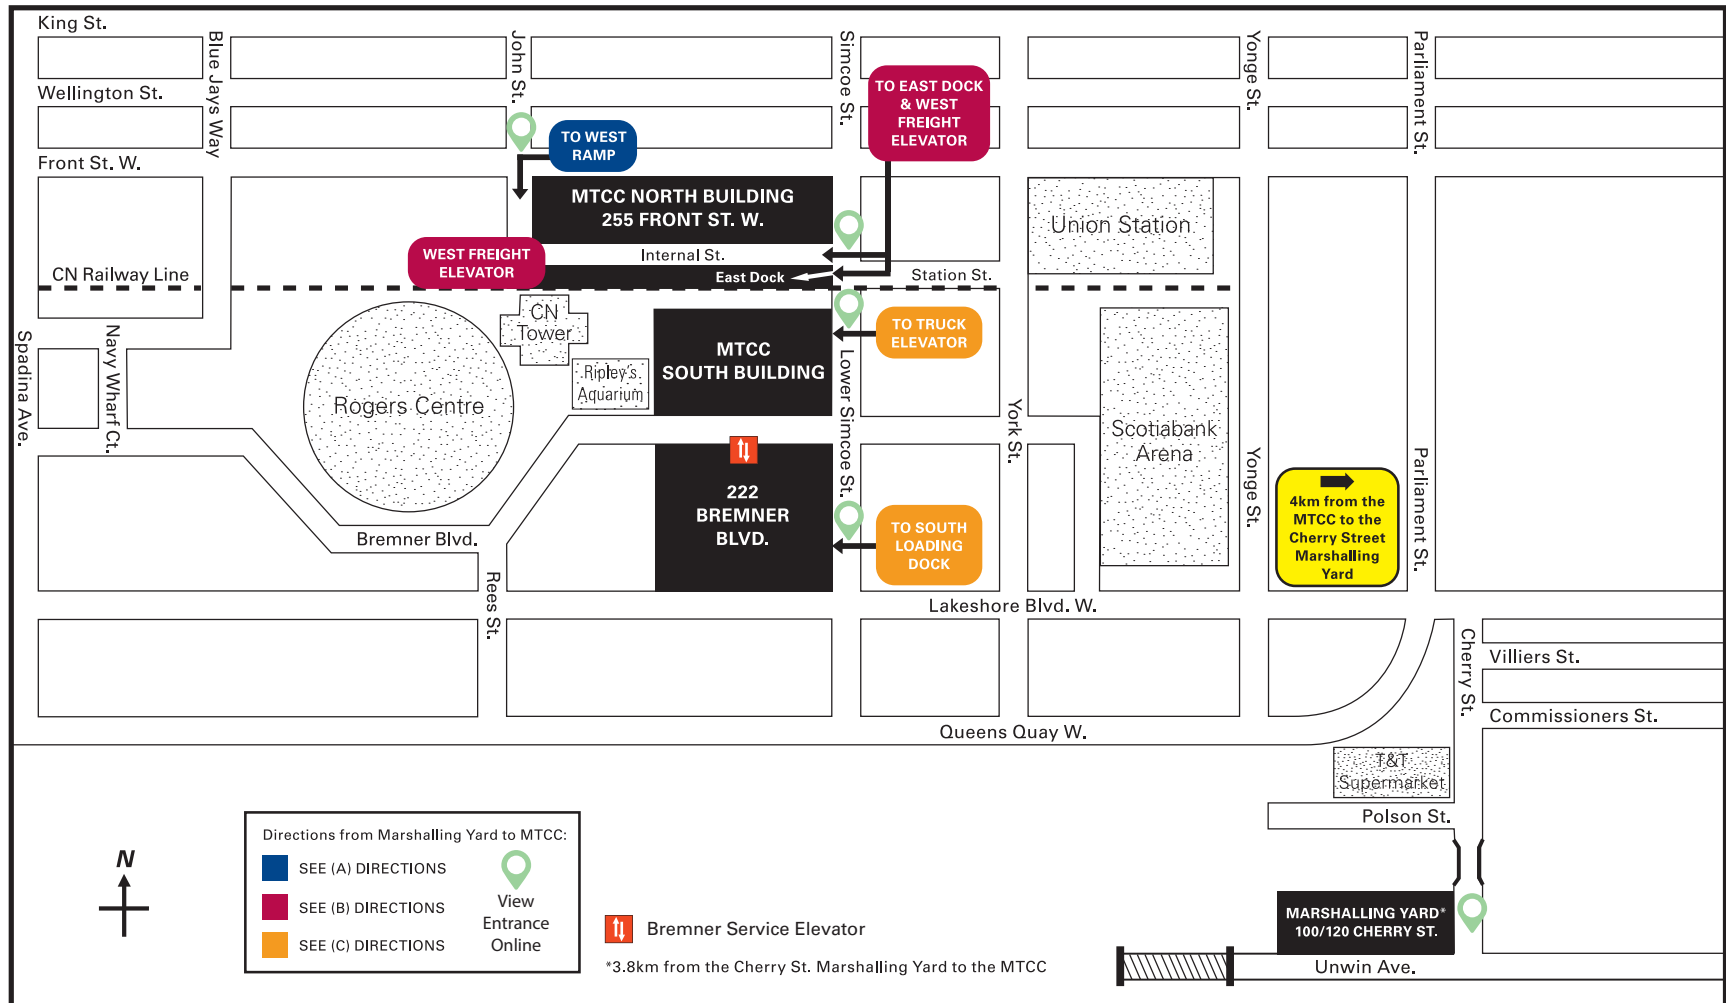 King St.
Wellington St.
Front St. W.
CN Railway Line
Blue Jays Way
John St.
Simcoe St.
Yonge St.
Parliament St.
TO WEST
RAMP
TO EAST DOCK
& WEST
FREIGHT
ELEVATOR
MTCC NORTH BUILDING
255 FRONT ST. W.
WEST FREIGHT
ELEVATOR
Internal St.
East Dock
Station St.
Union Station
Spadina Ave.
Navy Wharf Ct.
Rogers Centre
CN
Tower
Ripley's
Aquarium
MTCC
SOUTH BUILDING
TO TRUCK
ELEVATOR
Lower Simcoe St.
York St.
Scotiabank
Arena
Yonge St.
Parliament St.
4km from the
MTCC to the
Cherry Street
Marshalling
Yard
222
BREMNER
BLVD.
TO SOUTH
LOADING
DOCK
Bremner Blvd.
Rees St.
Lakeshore Blvd. W.
Cherry St.
Villiers St.
Commissioners St.
Queens Quay W.
T&T
Supermarket
Polson St.
MARSHALLING YARD*
100/120 CHERRY ST.
Unwin Ave.
N
Directions from Marshalling Yard to MTCC:
SEE (A) DIRECTIONS
SEE (B) DIRECTIONS
SEE (C) DIRECTIONS
View
Entrance
Online
Bremner Service Elevator
*3.8km from the Cherry St. Marshalling Yard to the MTCC